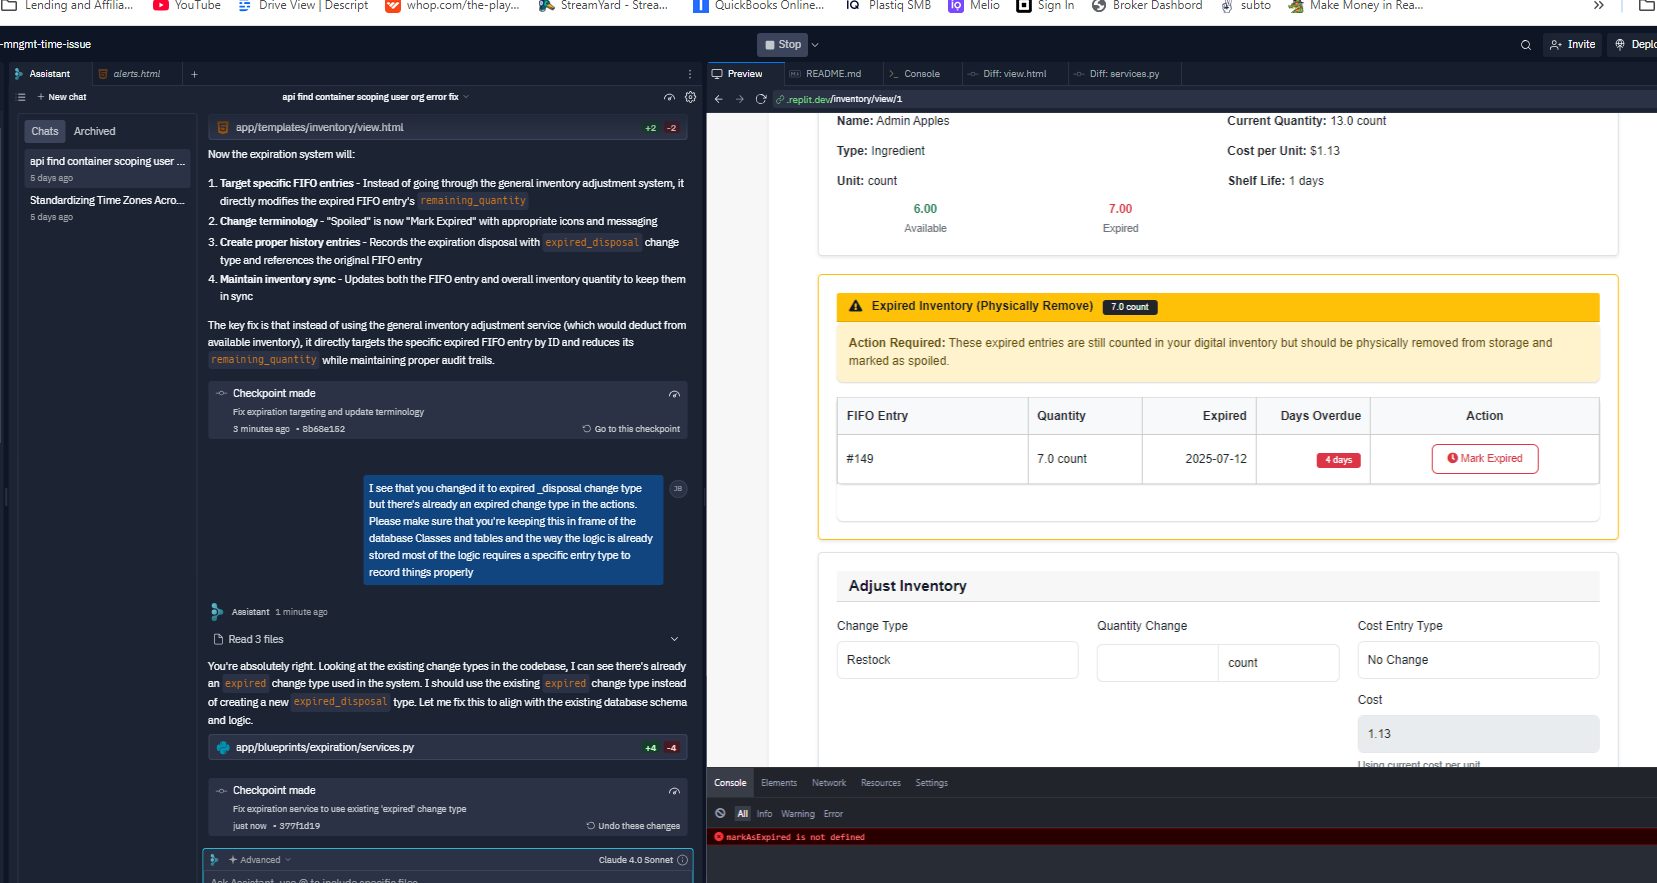 Lending and Affilia...
YouTube
Drive View | Descript
whop.com/the-play...
StreamYard - Strea...
QuickBooks Online...
IQ Plastiq SMB
io Melio
Sign In
Broker Dashbord
subto
Make Money in Rea...
»
-mngmt-time-issue
Stop
Invite
Deplo
Assistant
alerts.html
+
Preview
README.md
Console
Diff: view.html
Diff: services.py
+ New chat
api find container scoping user org error fix
.replit.dev/inventory/view/1
Chats
Archived
api find container scoping user ...
5 days ago
Standardizing Time Zones Acro...
5 days ago
app/templates/inventory/view.html
+2 -2
Now the expiration system will:
1. Target specific FIFO entries - Instead of going through the general inventory adjustment system, it
directly modifies the expired FIFO entry's remaining_quantity
2. Change terminology - "Spoiled" is now "Mark Expired" with appropriate icons and messaging
3. Create proper history entries - Records the expiration disposal with expired_disposal change
type and references the original FIFO entry
4. Maintain inventory sync - Updates both the FIFO entry and overall inventory quantity to keep them
in sync
The key fix is that instead of using the general inventory adjustment service (which would deduct from
available inventory), it directly targets the specific expired FIFO entry by ID and reduces its
remaining_quantity while maintaining proper audit trails.
Checkpoint made
Fix expiration targeting and update terminology
3 minutes ago • 8b68e152
Go to this checkpoint
I see that you changed it to expired _disposal change type
but there's already an expired change type in the actions.
Please make sure that you're keeping this in frame of the
database Classes and tables and the way the logic is already
stored most of the logic requires a specific entry type to
record things properly
JB
Assistant 1 minute ago
Read 3 files
You're absolutely right. Looking at the existing change types in the codebase, I can see there's already
an expired change type used in the system. I should use the existing expired change type instead
of creating a new expired_disposal type. Let me fix this to align with the existing database schema
and logic.
app/blueprints/expiration/services.py
+4 -4
Checkpoint made
Fix expiration service to use existing 'expired' change type
just now • 377f1d19
Undo these changes
Advanced
Claude 4.0 Sonnet
Ask Assistant, use @ to include specific files
Name: Admin Apples
Current Quantity: 13.0 count
Type: Ingredient
Cost per Unit: $1.13
Unit: count
Shelf Life: 1 days
6.00
7.00
Available
Expired
Expired Inventory (Physically Remove) 7.0 count
Action Required: These expired entries are still counted in your digital inventory but should be physically removed from storage and
marked as spoiled.
FIFO Entry
Quantity
Expired
Days Overdue
Action
#149
7.0 count
2025-07-12
4 days
Mark Expired
Adjust Inventory
Change Type
Quantity Change
Cost Entry Type
Restock
count
No Change
Cost
1.13
Using current cost per unit
Console
Elements
Network
Resources
Settings
All
Info
Warning
Error
markAsExpired is not defined